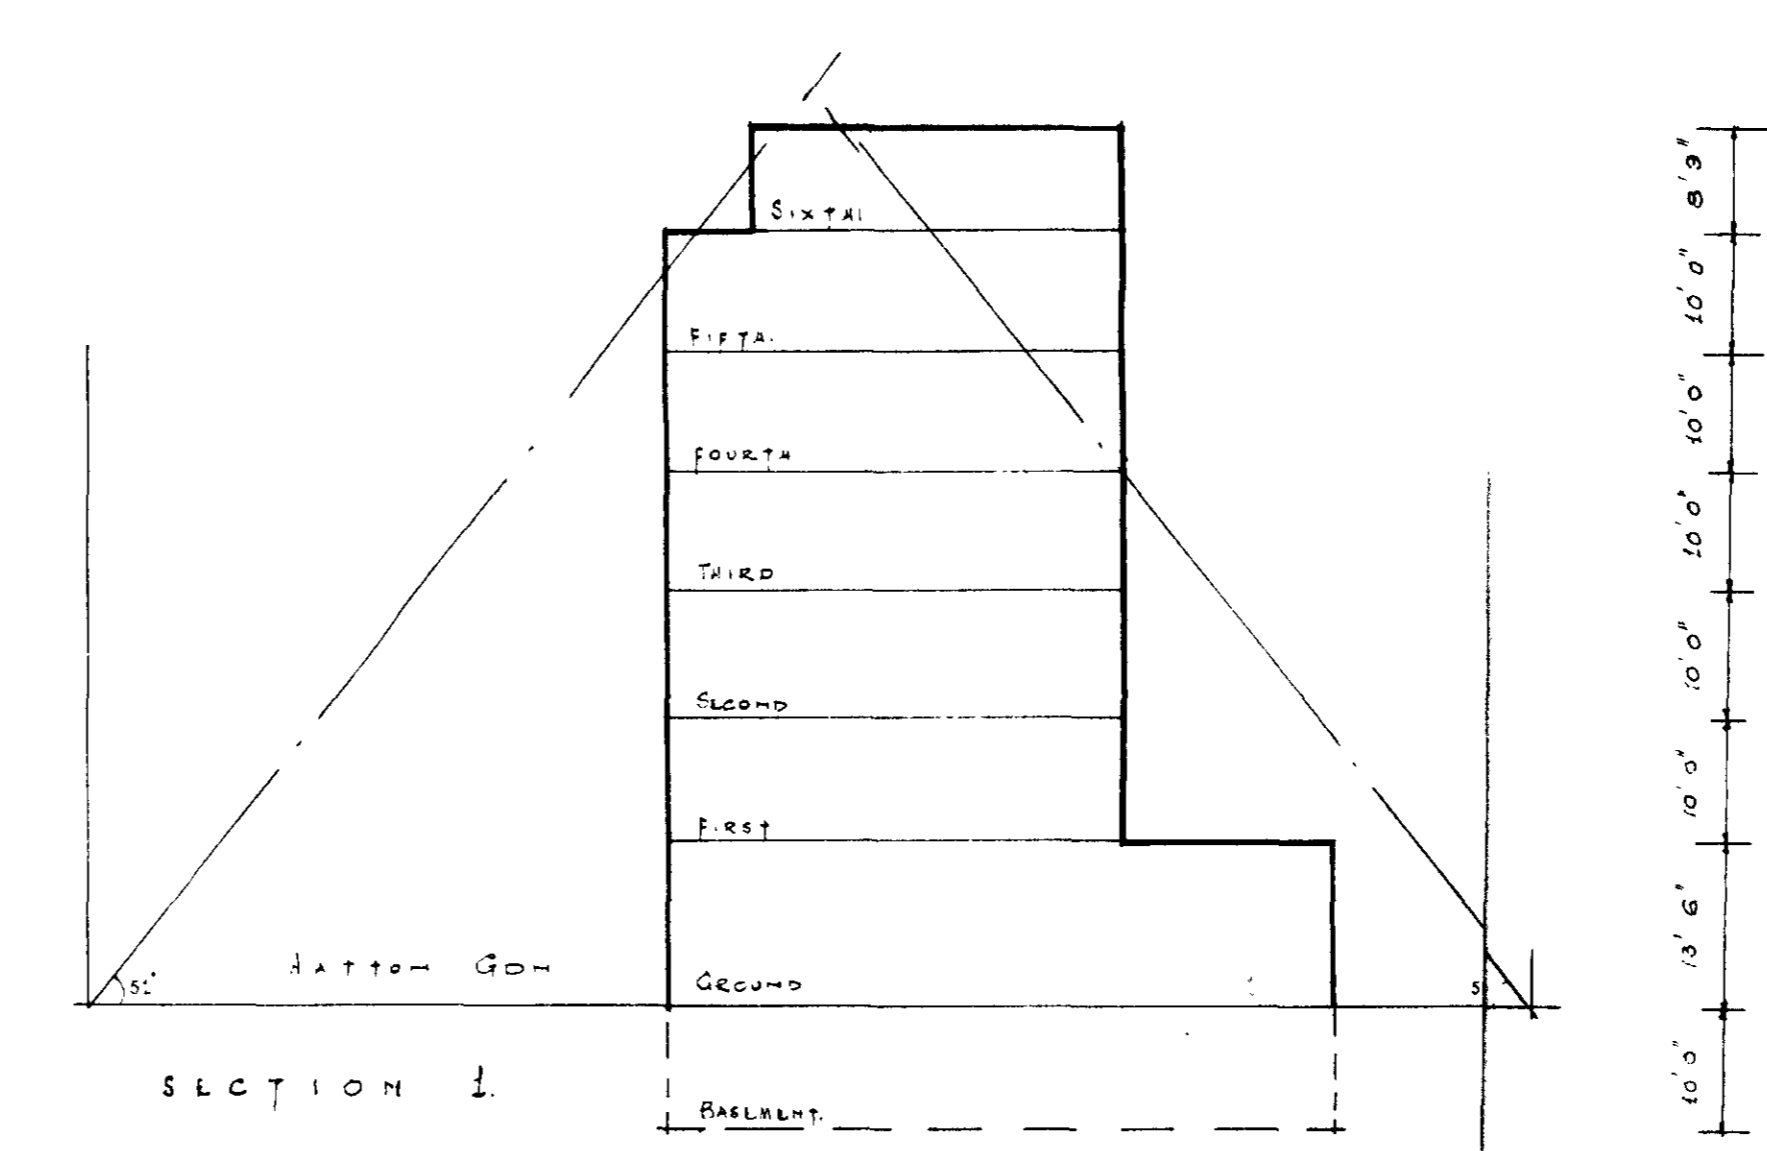 SIXTH
8'3"
10'0"
FIFTH.
10'0"
FOURTH
10'0"
THIRD
10'0"
SECOND
10'0"
FIRST
13'6"
HATTON GDN
51°
GROUND
5
10'0"
SECTION 1.
BASEMENT.